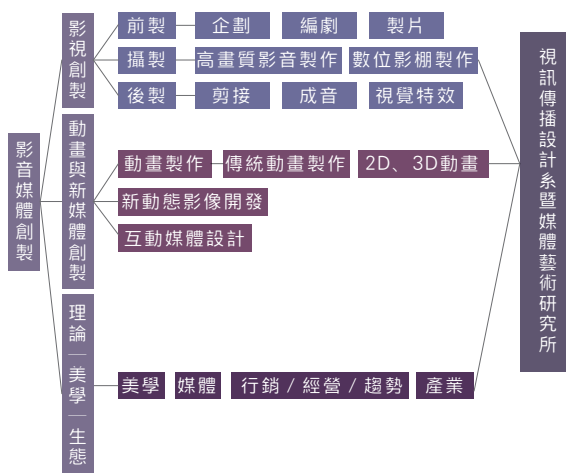 影音媒體創製
影視創製
前製 企劃 編劇 製片
攝製 高畫質影音製作 數位影棚製作
後製 剪接 成音 視覺特效
動畫與新媒體創製
動畫製作 傳統動畫製作 2D、3D動畫
新動態影像開發
互動媒體設計
理論｜美學｜生態
美學 媒體 行銷/經營/趨勢 產業
視訊傳播設計系暨媒體藝術研究所